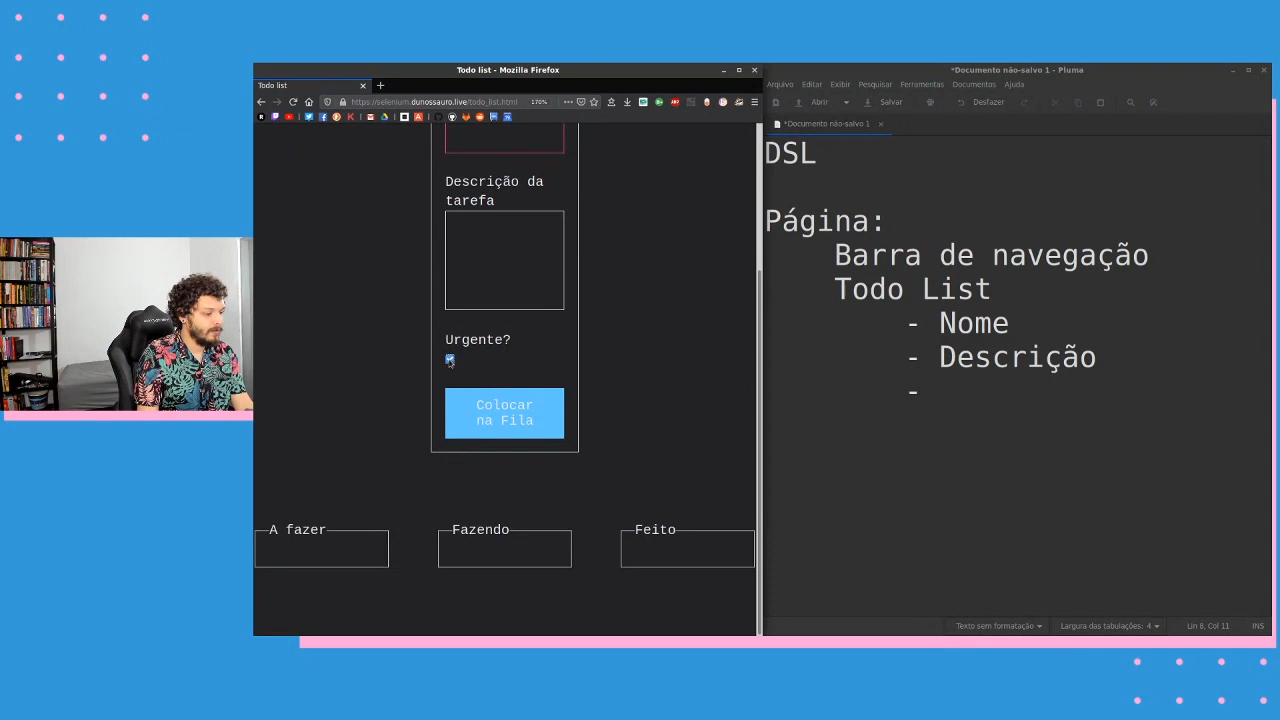 Todo list - Mozilla Firefox
Todo list
https://selenium.dunossauro.live/todo_list.html
170%
Descrição da
tarefa
Urgente?
Colocar
na Fila
A fazer
Fazendo
Feito
*Documento não-salvo 1 - Pluma
Arquivo Editar Exibir Pesquisar Ferramentas Documentos Ajuda
Abrir Salvar Desfazer
*Documento não-salvo 1
DSL
Página:
Barra de navegação
Todo List
- Nome
- Descrição
-
Texto sem formatação Largura das tabulações: 4 Lin 8, Col 11 INS